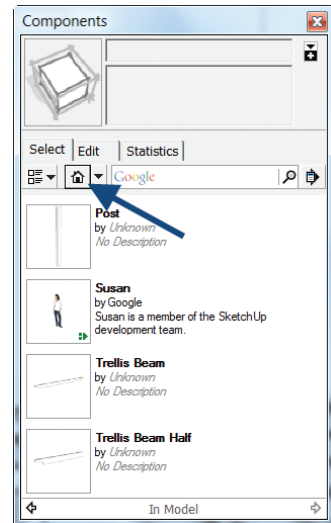 Components
Select Edit Statistics
Google
Post
by Unknown
No Description
Susan
by Google
Susan is a member of the SketchUp
development team.
Trellis Beam
by Unknown
No Description
Trellis Beam Half
by Unknown
No Description
In Model